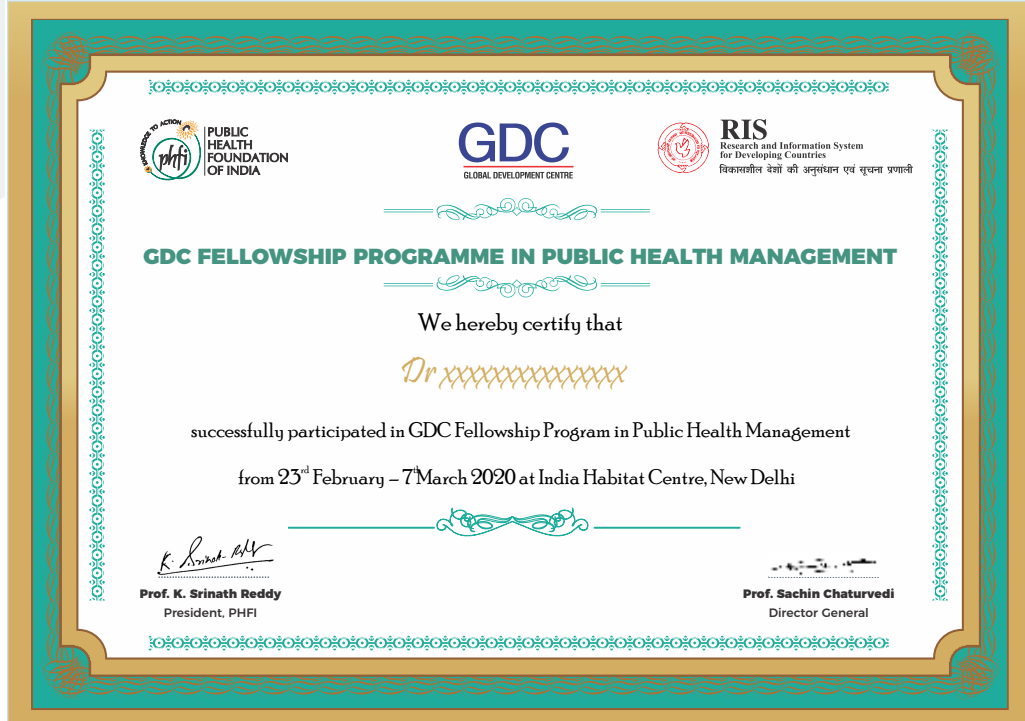 KNOWLEDGE TO ACTION
phfi
PUBLIC
HEALTH
FOUNDATION
OF INDIA
GDC
GLOBAL DEVELOPMENT CENTRE
RIS
Research and Information System
for Developing Countries
विकासशील देशों की अनुसंधान एवं सूचना प्रणाली
GDC FELLOWSHIP PROGRAMME IN PUBLIC HEALTH MANAGEMENT
We hereby certify that
Dr xxxxxxxxxxxxxxx
successfully participated in GDC Fellowship Program in Public Health Management
from 23rd February – 7thMarch 2020 at India Habitat Centre, New Delhi
K. Srinath Reddy
Prof. K. Srinath Reddy
President, PHFI
Prof. Sachin Chaturvedi
Director General